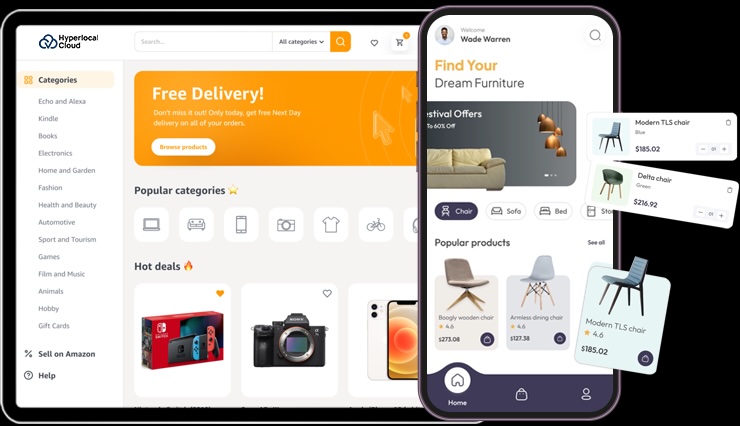 Hyperlocal
Cloud
Search...
All categories
Categories
Echo and Alexa
Kindle
Books
Electronics
Home and Garden
Fashion
Health and Beauty
Automotive
Sport and Tourism
Games
Film and Music
Animals
Hobby
Gift Cards
Sell on Amazon
Help
Free Delivery!
Don't miss it out! Only today, get free Next Day
delivery on all of your orders.
Browse products
Popular categories
Hot deals
SONY
Welcome
Wade Warren
Find Your
Dream Furniture
estival Offers
To 60% Off
Chair
Sofa
Bed
Popular products
See all
Boogly wooden chair
4.6
$273.08
Armless dining chair
4.6
$127.38
Home
Modern TLS chair
Blue
$185.02
01
Delta chair
Green
$216.92
01
Modern TLS chair
4.6
$185.02